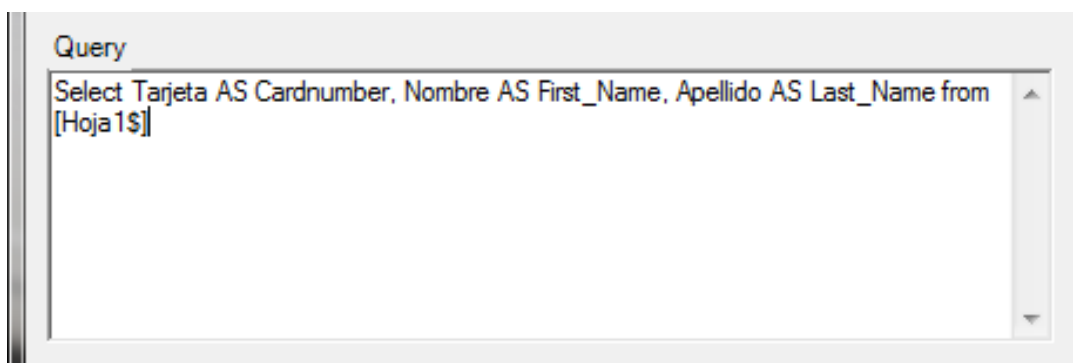 Query
Select Tarjeta AS Cardnumber, Nombre AS First_Name, Apellido AS Last_Name from
[Hoja1$]